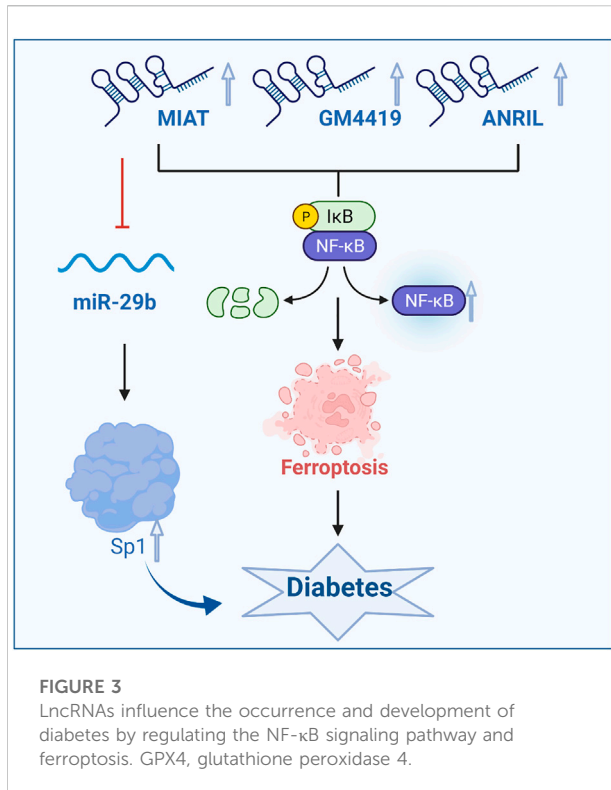 MIAT
GM4419
ANRIL
P
IκB
NF-κB
miR-29b
NF-κB
Ferroptosis
Sp1
Diabetes
FIGURE 3
LncRNAs influence the occurrence and development of
diabetes by regulating the NF-κB signaling pathway and
ferroptosis. GPX4, glutathione peroxidase 4.